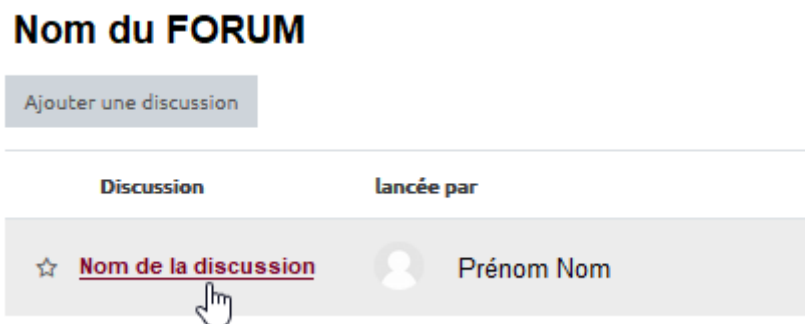 Nom du FORUM
Ajouter une discussion
Discussion lancée par
Nom de la discussion Prénom Nom